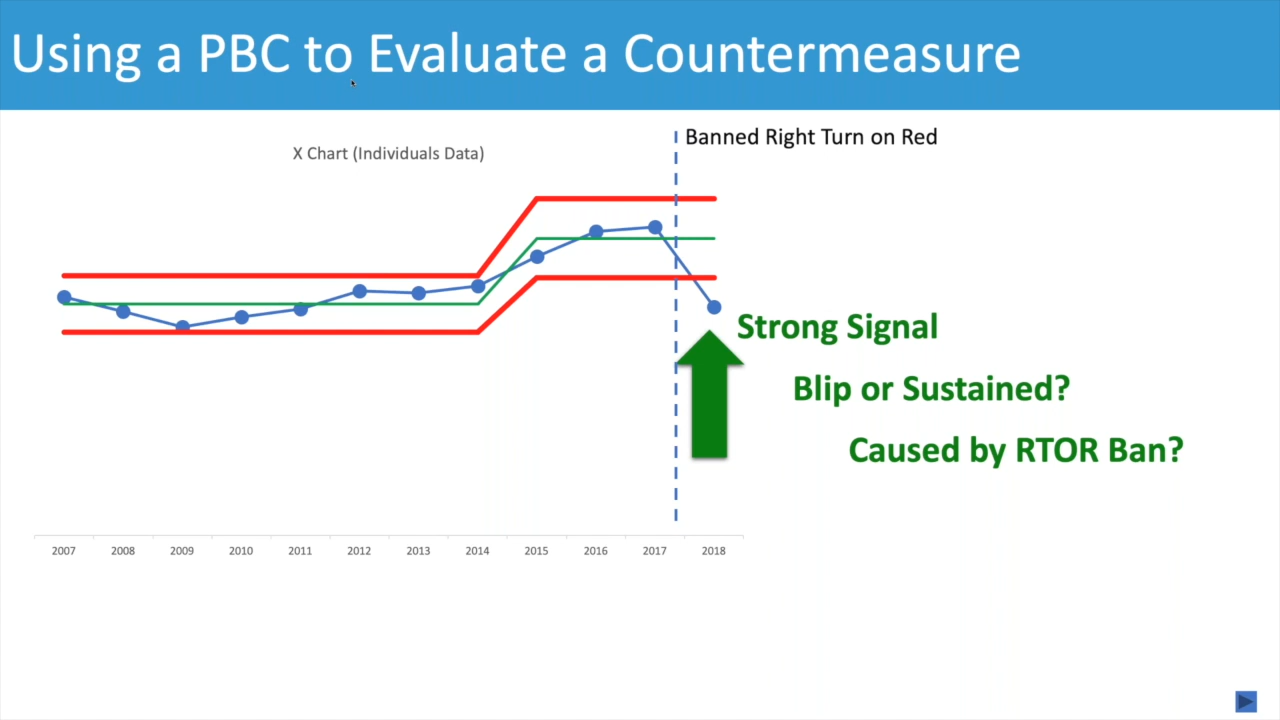 Using a PBC to Evaluate a Countermeasure
Banned Right Turn on Red
X Chart (Individuals Data)
Strong Signal
Blip or Sustained?
Caused by RTOR Ban?
2007 2008 2009 2010 2011 2012 2013 2014 2015 2016 2017 2018